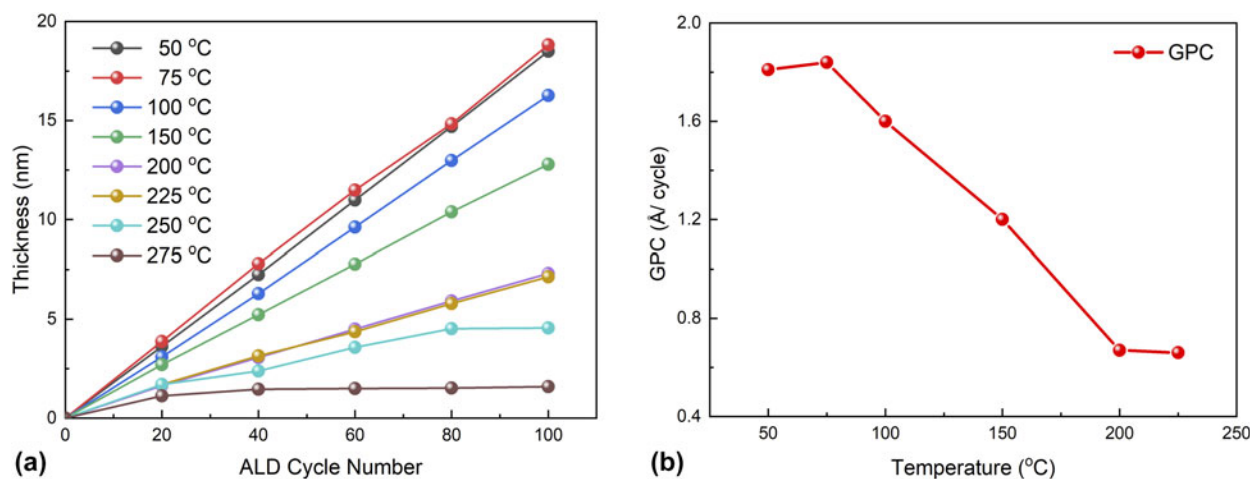 20
15
10
5
0
Thickness (nm)
50 °C
75 °C
100 °C
150 °C
200 °C
225 °C
250 °C
275 °C
0 20 40 60 80 100
ALD Cycle Number
(a)
2.0
1.6
1.2
0.8
0.4
GPC (Å/ cycle)
GPC
50 100 150 200 250
Temperature (°C)
(b)